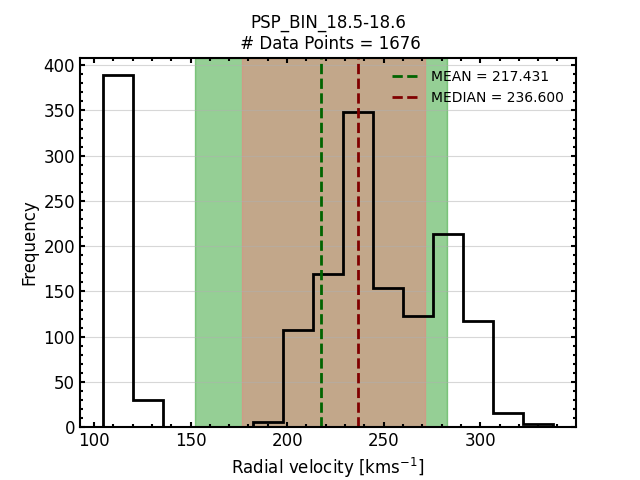 PSP_BIN_18.5-18.6
# Data Points = 1676
MEAN = 217.431
MEDIAN = 236.600
Frequency
400
350
300
250
200
150
100
50
0
100 150 200 250 300
Radial velocity [kms⁻¹]